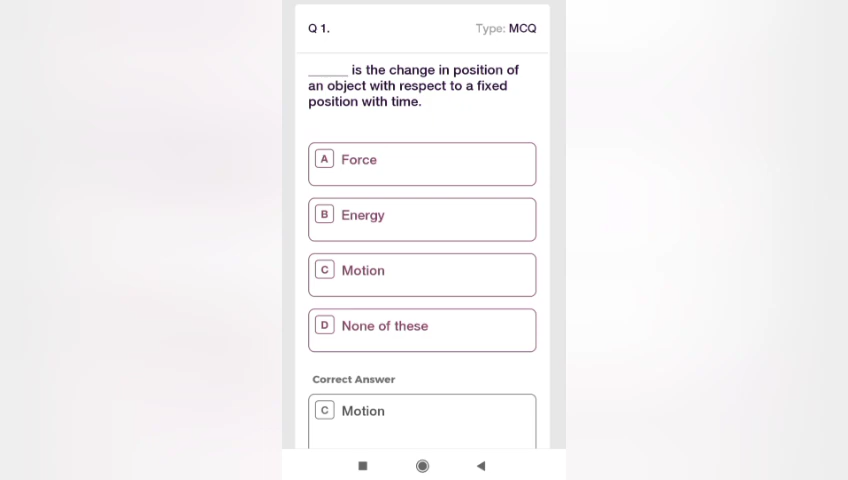 Q 1.
Type: MCQ
______ is the change in position of
an object with respect to a fixed
position with time.
A Force
B Energy
C Motion
D None of these
Correct Answer
C Motion